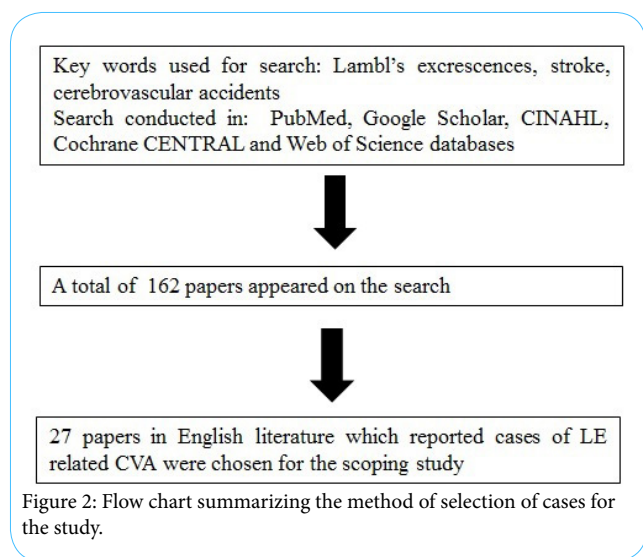 Key words used for search: Lambl's excrescences, stroke,
cerebrovascular accidents
Search conducted in: PubMed, Google Scholar, CINAHL,
Cochrane CENTRAL and Web of Science databases
A total of 162 papers appeared on the search
27 papers in English literature which reported cases of LE
related CVA were chosen for the scoping study
Figure 2: Flow chart summarizing the method of selection of cases for
the study.